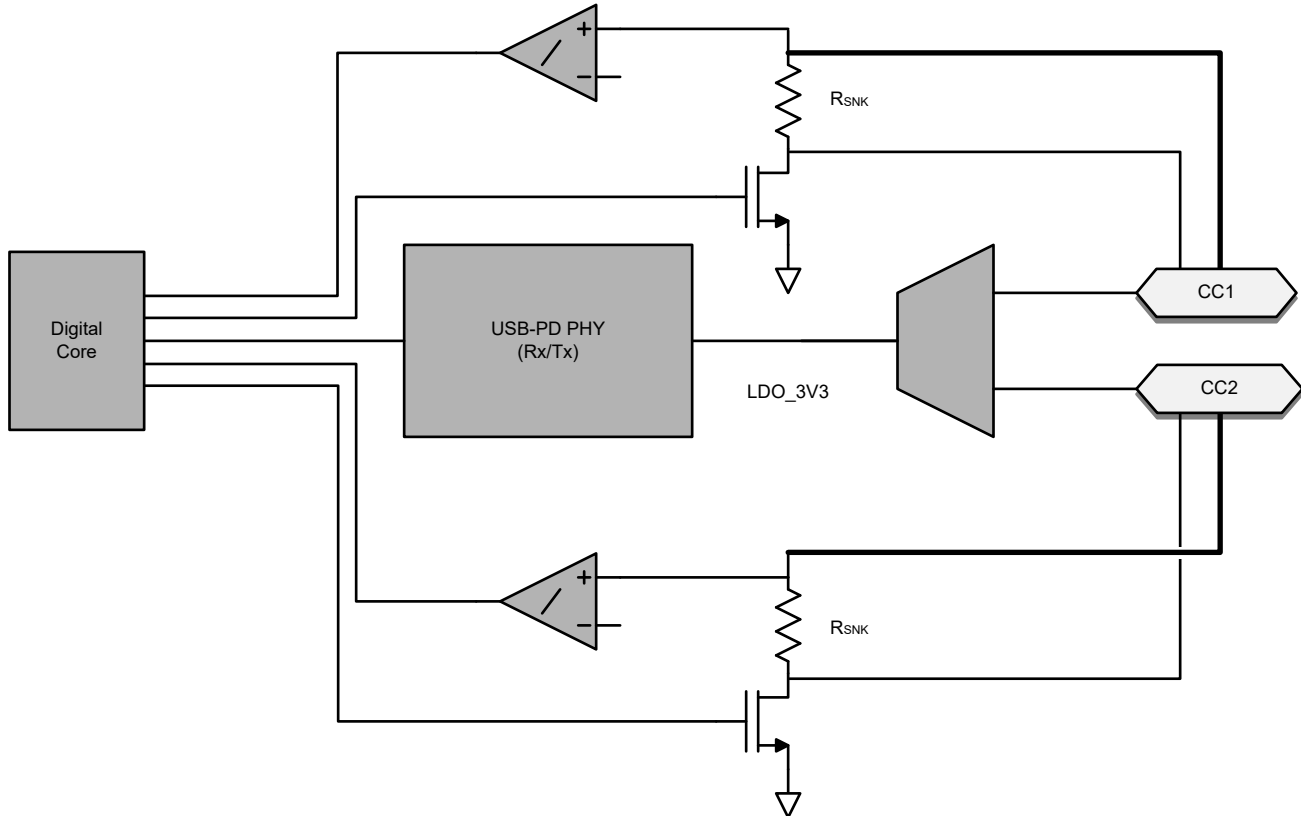 +
−
RSNK
Digital
Core
USB-PD PHY
(Rx/Tx)
LDO_3V3
CC1
CC2
+
−
RSNK